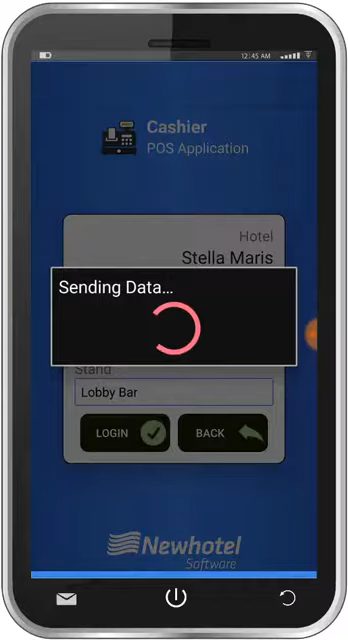 12:45 AM
Cashier
POS Application
Hotel
Stella Maris
Sending Data...
Stand
Lobby Bar
LOGIN
BACK
Newhotel
Software